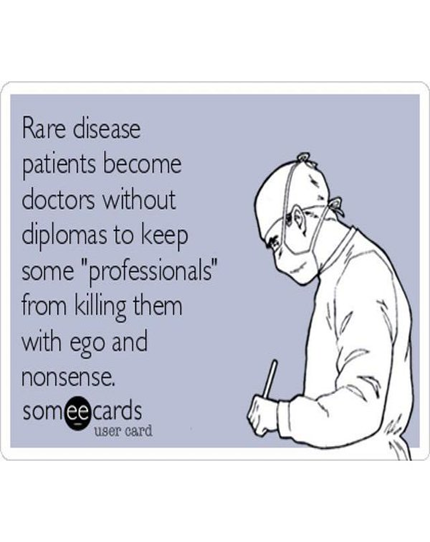 Rare disease
patients become
doctors without
diplomas to keep
some "professionals"
from killing them
with ego and
nonsense.
someecards
user card